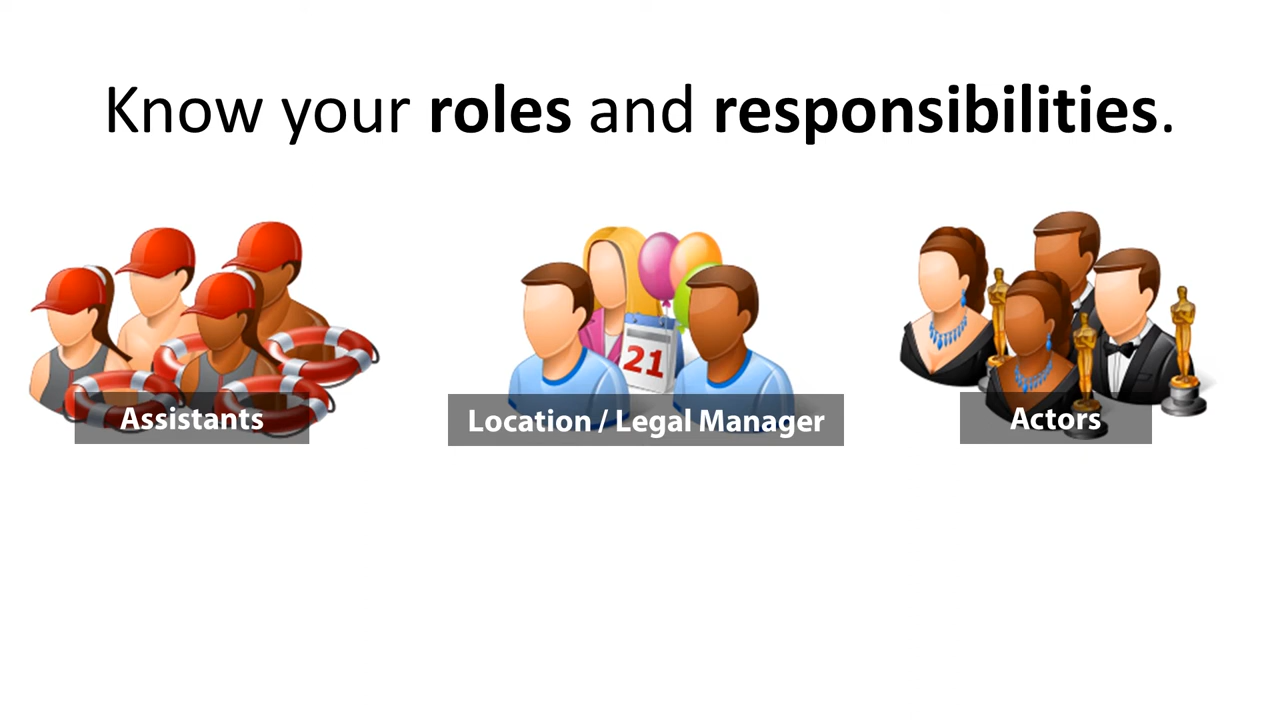 Know your roles and responsibilities.
21
Assistants
Location / Legal Manager
Actors